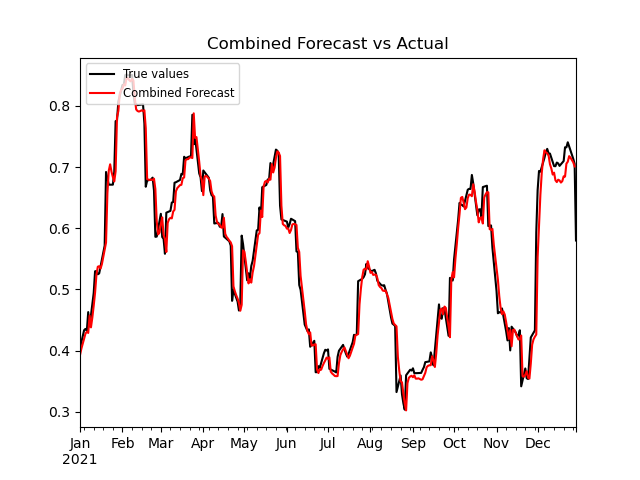 Combined Forecast vs Actual
True values
Combined Forecast
0.8
0.7
0.6
0.5
0.4
0.3
Jan Feb Mar Apr May Jun Jul Aug Sep Oct Nov Dec
2021